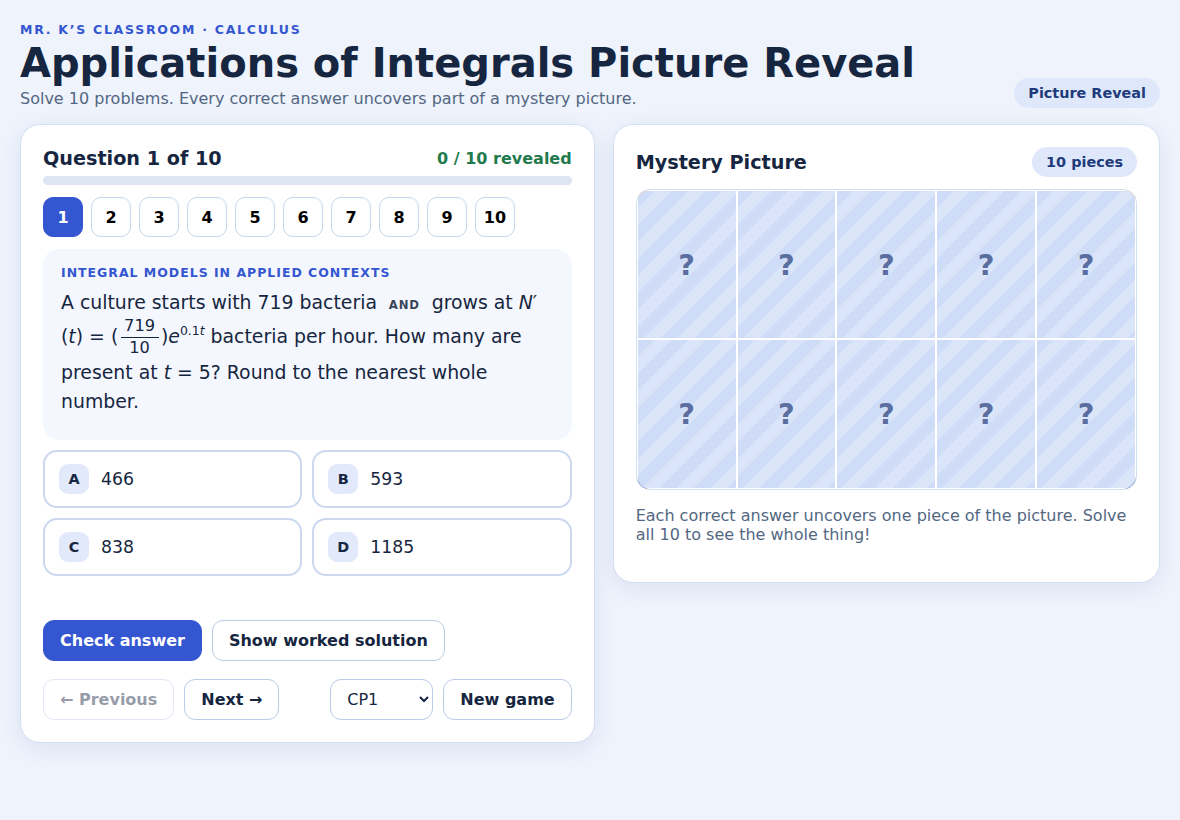 MR. K’S CLASSROOM · CALCULUS
Applications of Integrals Picture Reveal
Solve 10 problems. Every correct answer uncovers part of a mystery picture.
Picture Reveal
Question 1 of 10
0 / 10 revealed
1 2 3 4 5 6 7 8 9 10
INTEGRAL MODELS IN APPLIED CONTEXTS
A culture starts with 719 bacteria AND grows at N′
(t) = (719/10)e^0.1t bacteria per hour. How many are
present at t = 5? Round to the nearest whole
number.
A 466
B 593
C 838
D 1185
Check answer
Show worked solution
← Previous
Next →
CP1
New game
Mystery Picture
10 pieces
? ? ? ? ?
? ? ? ? ?
Each correct answer uncovers one piece of the picture. Solve
all 10 to see the whole thing!